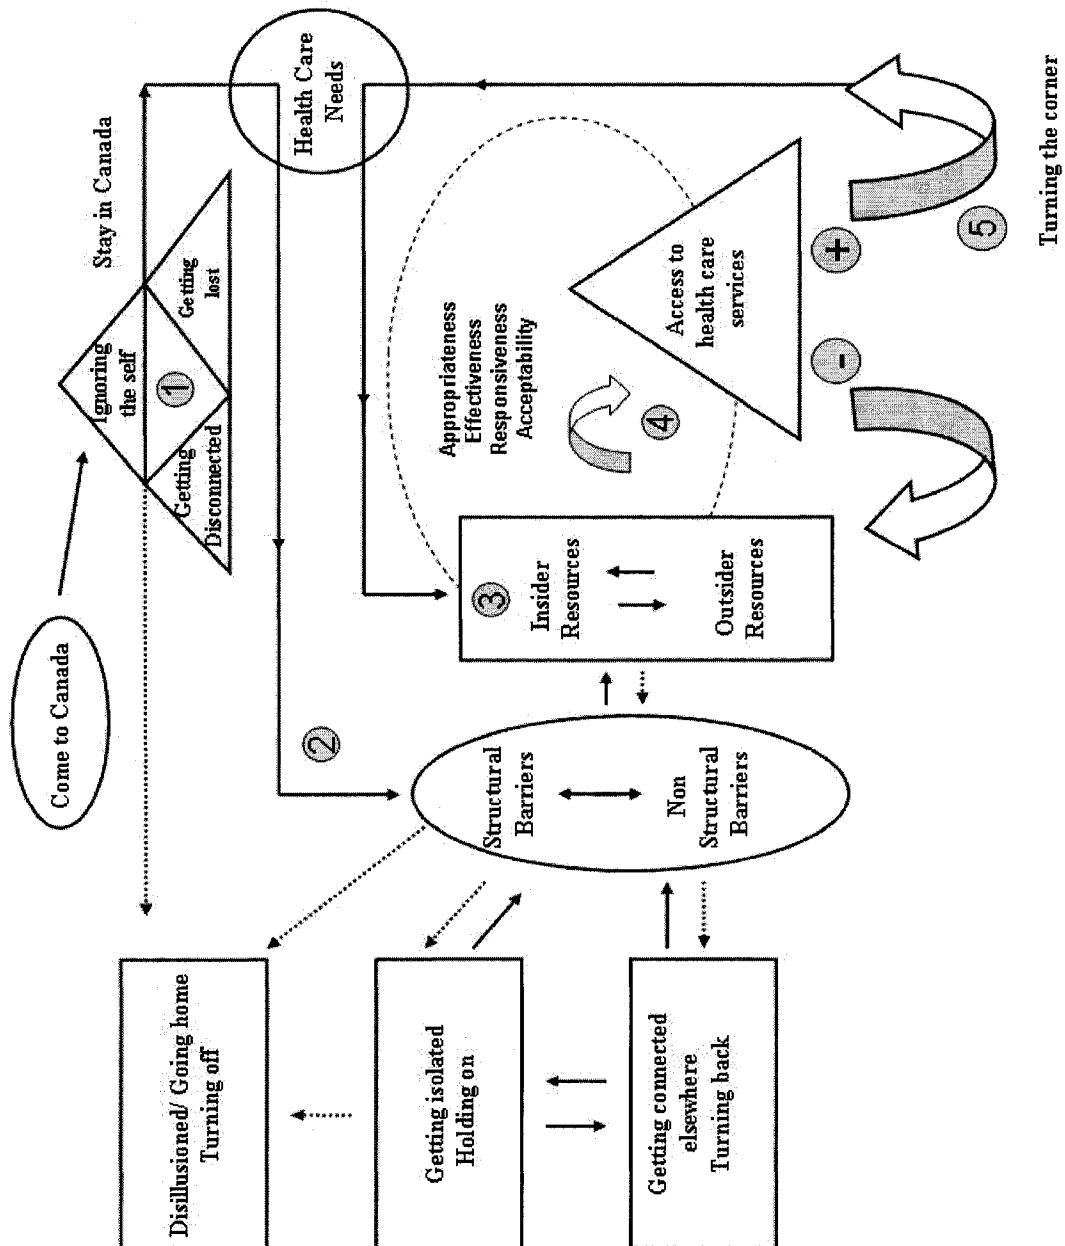 Come to Canada
Ignoring
the self
Stay in Canada
1
Getting
Disconnected
Getting
lost
Disillusioned/ Going home
Turning off
Health Care
Needs
2
Getting isolated
Holding on
Structural
Barriers
Non
Structural
Barriers
3
Insider
Resources
Outsider
Resources
Appropriateness
Effectiveness
Responsiveness
Acceptability
4
Getting connected
elsewhere
Turning back
Access to
health care
services
-
+
5
Turning the corner